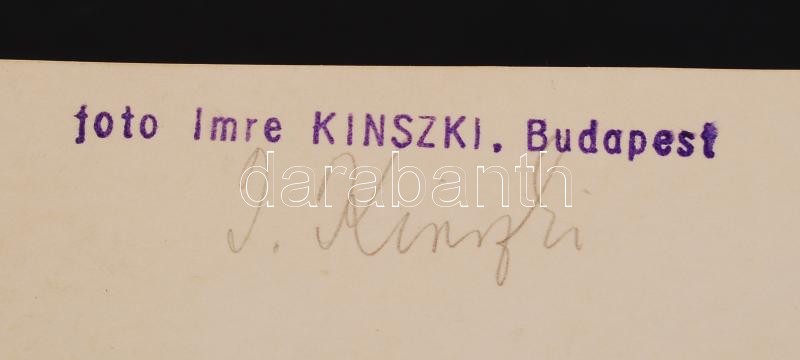 foto Imre KINSZKI. Budapest
darabanth
I. Kinszki